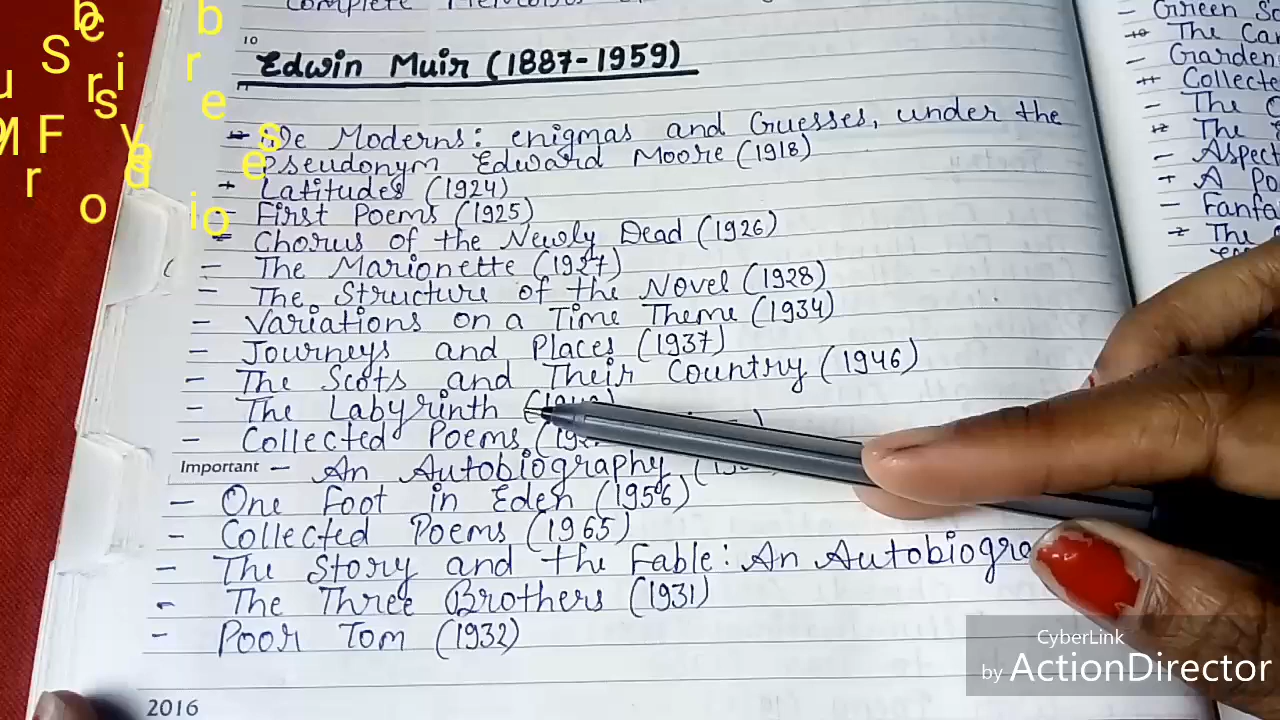 Complete
10
Edwin Muir (1887-1959)
We Moderns: enigmas and Guesses, under the
pseudonym Edward Moore (1918)
Latitudes (1924)
- First Poems (1925)
Chorus of the Newly Dead (1926)
- The Marionette (1927)
- The Structure of the Novel (1928)
- Variations on a Time Theme (1934)
- Journeys and Places (1937)
- The Scots and Their Country (1946)
- The Labyrinth
- Collected Poems
Important - An Autobiography
- One Foot in Eden (1956)
- Collected Poems (1965)
- The Story and the Fable: An Autobiogra
- The Three Brothers (1931)
- Poor Tom (1932)
2016
- Green
The
Garden
Collecte
- The
The
- Aspect
+ A Po
- Fanfa
The
CyberLink
by ActionDirector